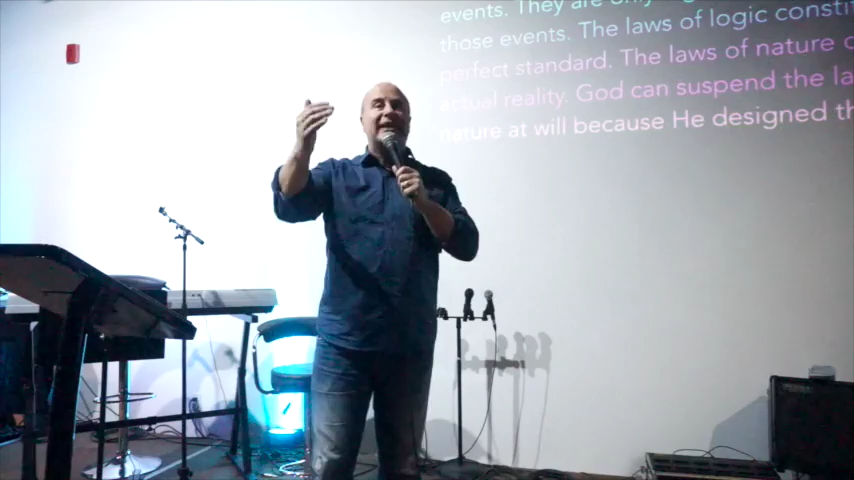 events. They are only
those events. The laws of logic
perfect standard. The laws of nature
actual reality. God can suspend the
nature at will because He designed